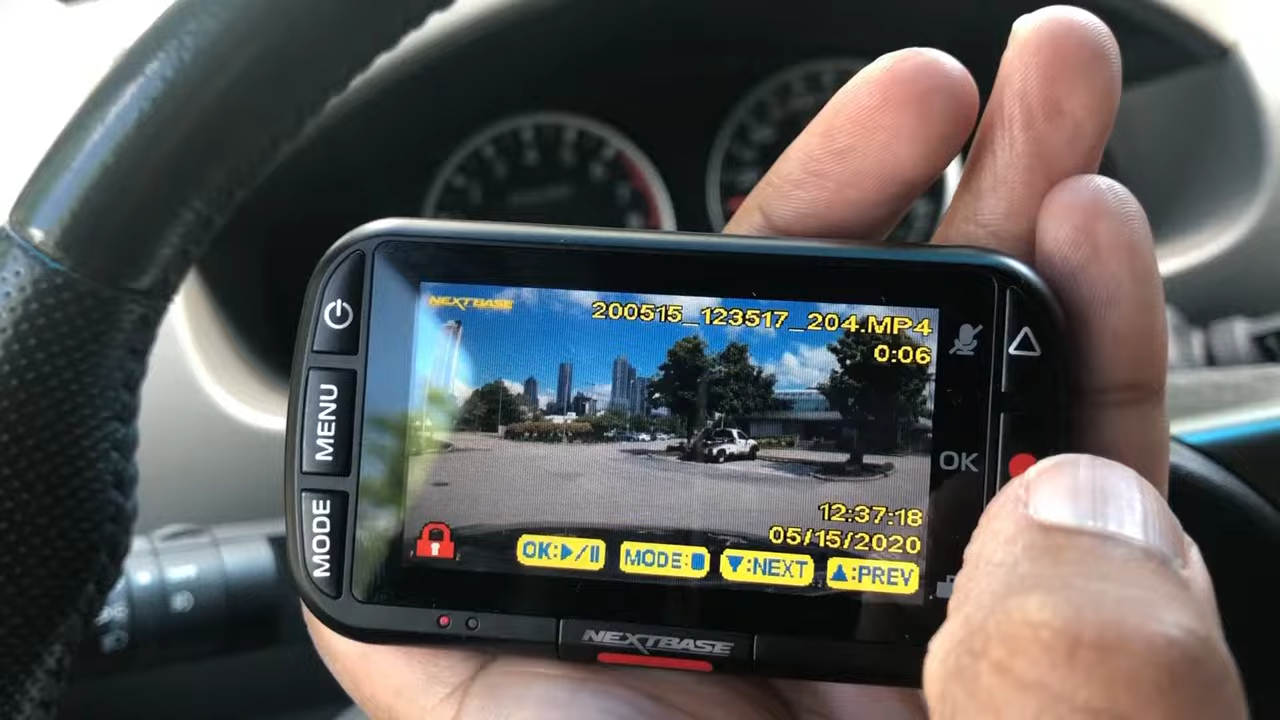 NEXTBASE
200515_123517_204.MP4
0:06
MENU
OK
MODE
12:37:18
05/15/2020
OK:▶/II
MODE:■
▼:NEXT
▲:PREV
NEXTBASE